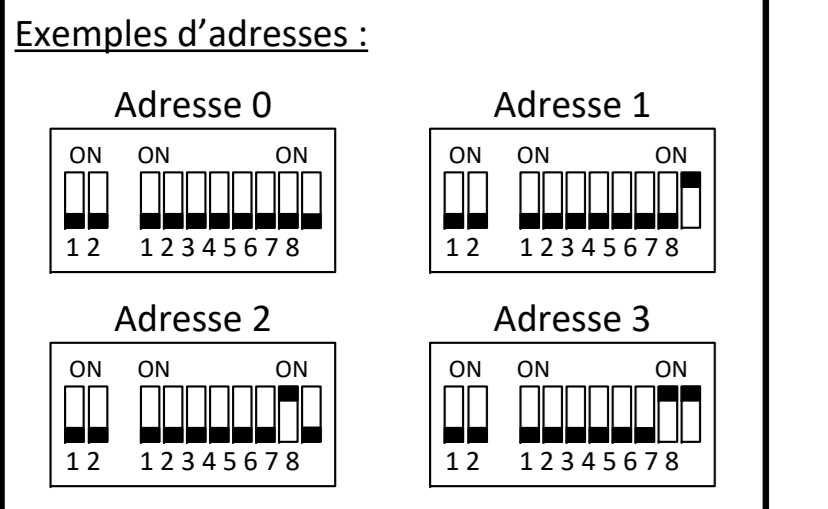 Exemples d’adresses :
Adresse 0
ON ON ON
1 2 1 2 3 4 5 6 7 8
Adresse 1
ON ON ON
1 2 1 2 3 4 5 6 7 8
Adresse 2
ON ON ON
1 2 1 2 3 4 5 6 7 8
Adresse 3
ON ON ON
1 2 1 2 3 4 5 6 7 8